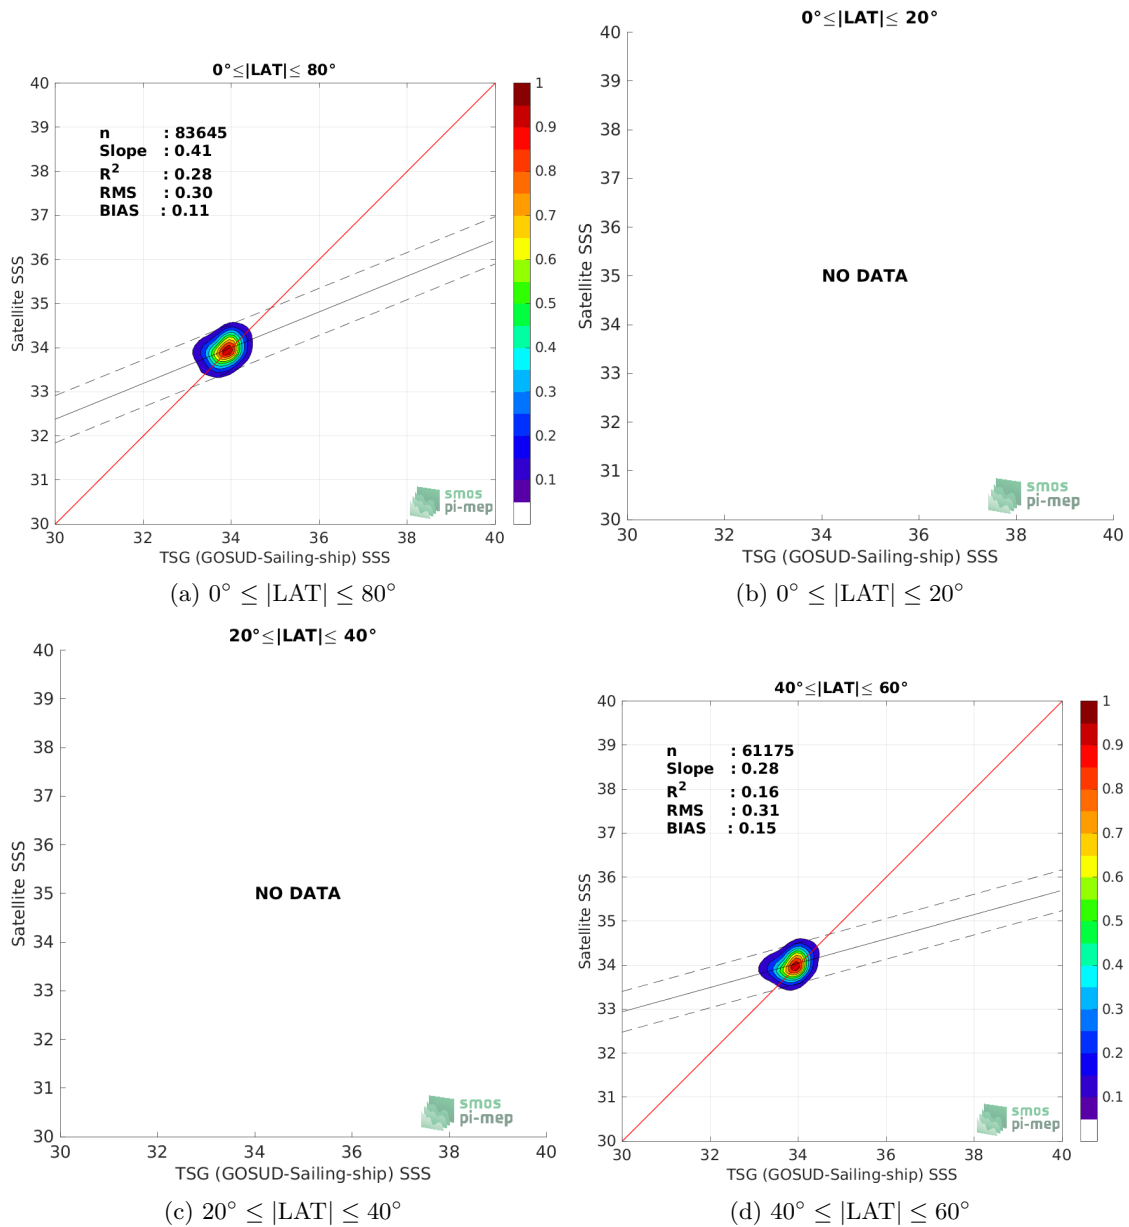 0°≤|LAT|≤ 80°
40
39
38
37
36
35
34
33
32
31
30
Satellite SSS
n : 83645
Slope : 0.41
R² : 0.28
RMS : 0.30
BIAS : 0.11
smos
pi-mep
30 32 34 36 38 40
TSG (GOSUD-Sailing-ship) SSS
1
0.9
0.8
0.7
0.6
0.5
0.4
0.3
0.2
0.1
(a) 0° ≤ |LAT| ≤ 80°
0°≤|LAT|≤ 20°
40
39
38
37
36
35
34
33
32
31
30
Satellite SSS
NO DATA
smos
pi-mep
30 32 34 36 38 40
TSG (GOSUD-Sailing-ship) SSS
(b) 0° ≤ |LAT| ≤ 20°
20°≤|LAT|≤ 40°
40
39
38
37
36
35
34
33
32
31
30
Satellite SSS
NO DATA
smos
pi-mep
30 32 34 36 38 40
TSG (GOSUD-Sailing-ship) SSS
(c) 20° ≤ |LAT| ≤ 40°
40°≤|LAT|≤ 60°
40
39
38
37
36
35
34
33
32
31
30
Satellite SSS
n : 61175
Slope : 0.28
R² : 0.16
RMS : 0.31
BIAS : 0.15
smos
pi-mep
30 32 34 36 38 40
TSG (GOSUD-Sailing-ship) SSS
1
0.9
0.8
0.7
0.6
0.5
0.4
0.3
0.2
0.1
(d) 40° ≤ |LAT| ≤ 60°